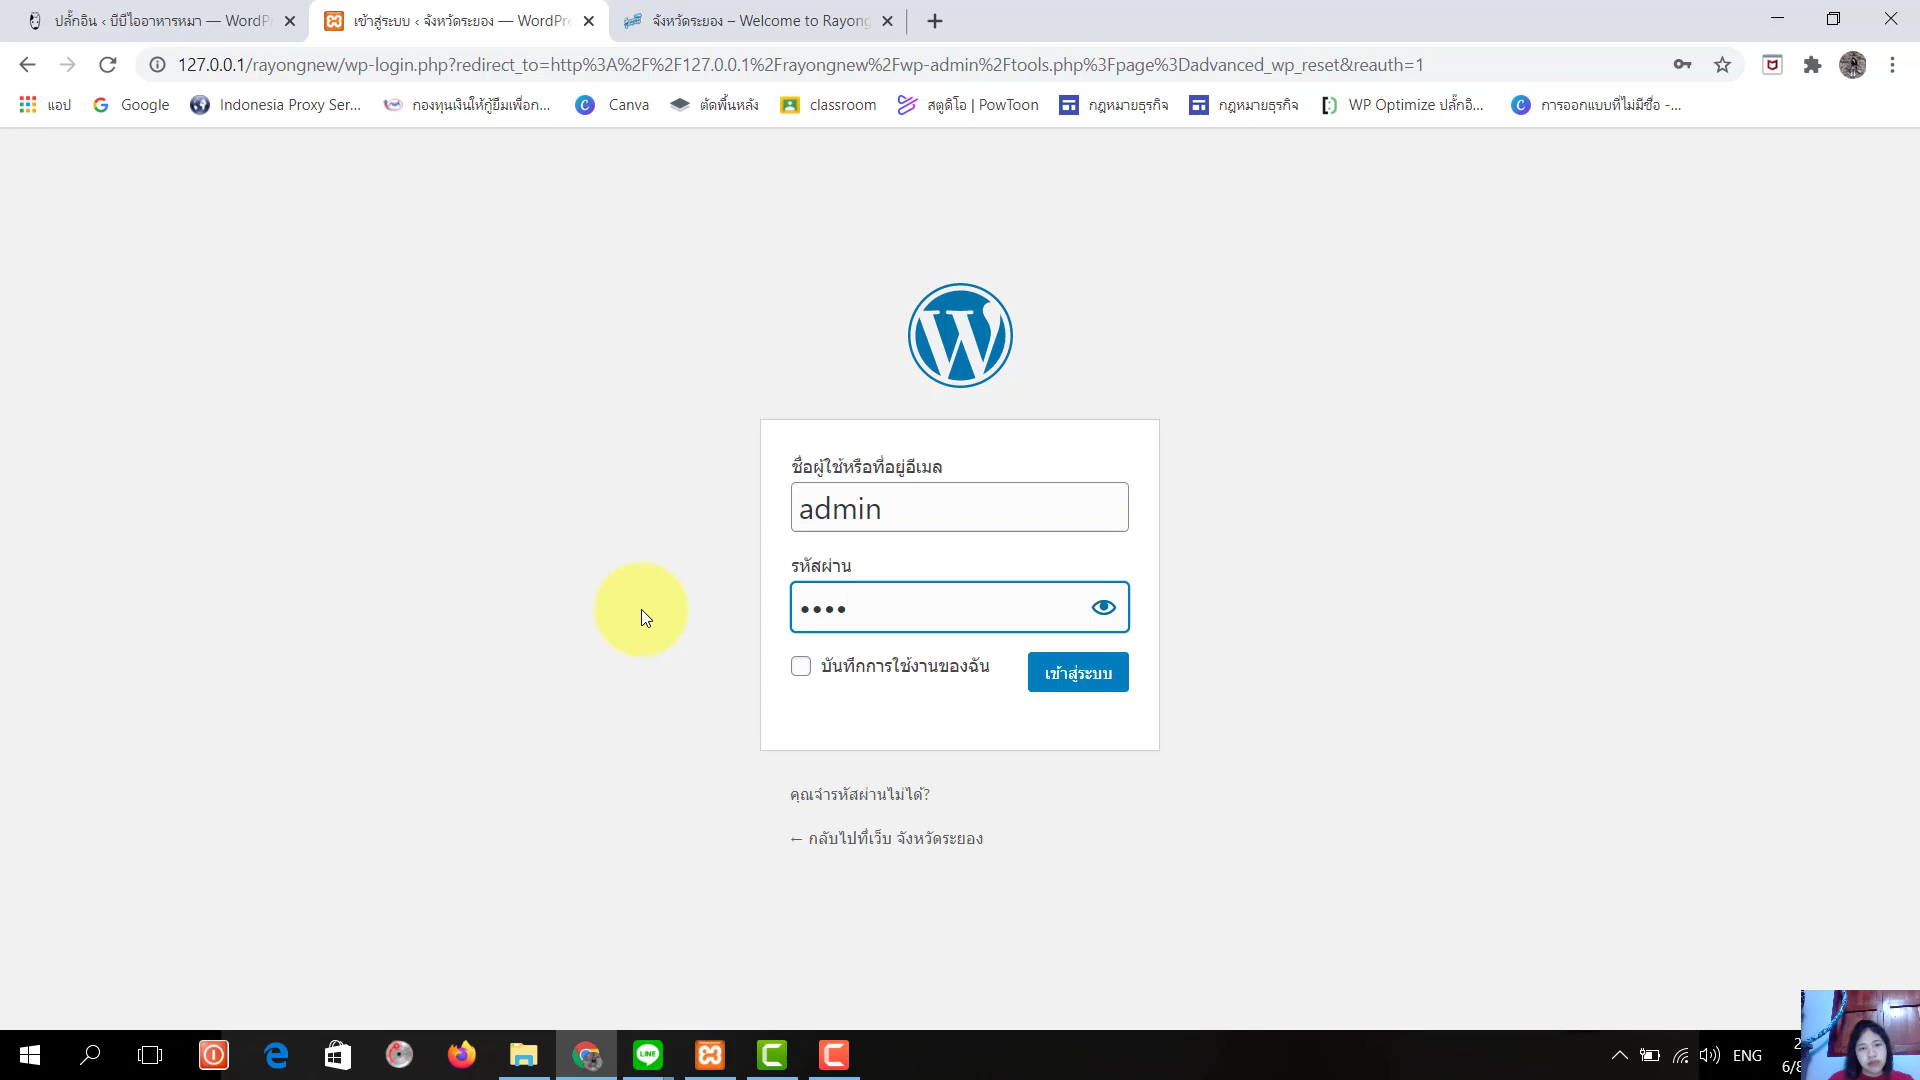 ปลั๊กอิน ‹ บีบีไออาหารหมา — WordPr
เข้าสู่ระบบ ‹ จังหวัดระยอง — WordPre
จังหวัดระยอง – Welcome to Rayong
127.0.0.1/rayongnew/wp-login.php?redirect_to=http%3A%2F%2F127.0.0.1%2Frayongnew%2Fwp-admin%2Ftools.php%3Fpage%3Dadvanced_wp_reset&reauth=1
แอป
Google
Indonesia Proxy Ser...
กองทุนเงินให้กู้ยืมเพื่อก...
Canva
ตัดพื้นหลัง
classroom
สตูดิโอ | PowToon
กฎหมายธุรกิจ
กฎหมายธุรกิจ
WP Optimize ปลั๊กอิ...
การออกแบบที่ไม่มีชื่อ -...
ชื่อผู้ใช้หรือที่อยู่อีเมล
admin
รหัสผ่าน
••••
บันทึกการใช้งานของฉัน
เข้าสู่ระบบ
คุณจำรหัสผ่านไม่ได้?
← กลับไปที่เว็บ จังหวัดระยอง
LINE
ENG